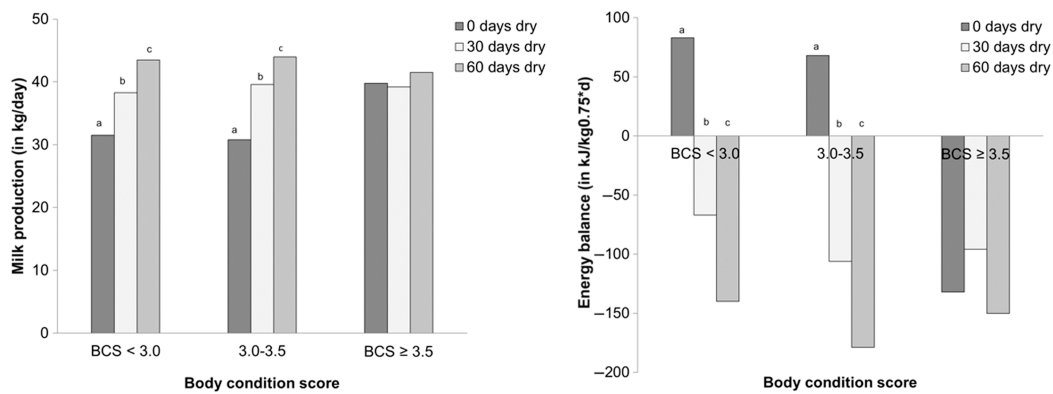 50
40
30
20
10
0
Milk production (in kg/day)
0 days dry
30 days dry
60 days dry
a
b
c
a
b
c
BCS < 3.0
3.0-3.5
BCS ≥ 3.5
Body condition score
100
50
0
–50
–100
–150
–200
Energy balance (in kJ/kg0.75*d)
0 days dry
30 days dry
60 days dry
a
b
c
a
b
c
BCS < 3.0
3.0-3.5
BCS ≥ 3.5
Body condition score